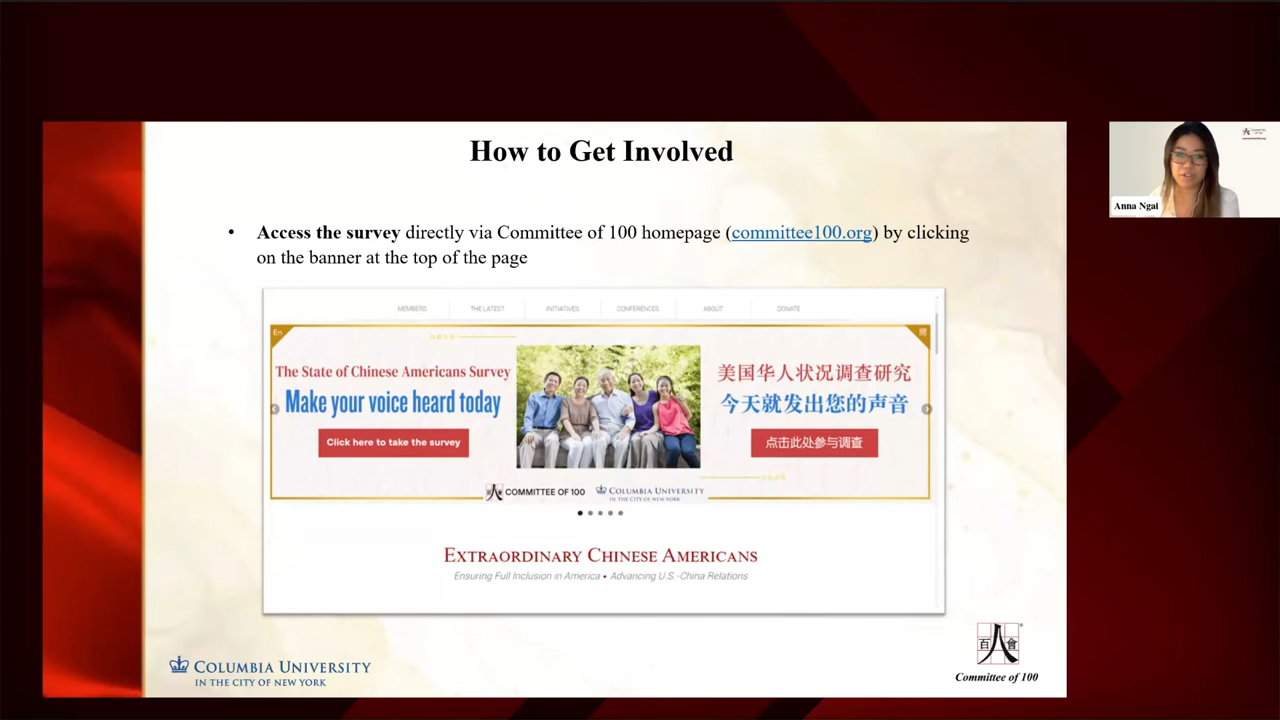 How to Get Involved
• Access the survey directly via Committee of 100 homepage (committee100.org) by clicking
on the banner at the top of the page
MEMBERS THE LATEST INITIATIVES CONFERENCES ABOUT DONATE
En
簡
The State of Chinese Americans Survey
Make your voice heard today
Click here to take the survey
美国华人状况调查研究
今天就发出您的声音
点击此处参与调查
COMMITTEE OF 100
COLUMBIA UNIVERSITY
IN THE CITY OF NEW YORK
EXTRAORDINARY CHINESE AMERICANS
Ensuring Full Inclusion in America • Advancing U.S.-China Relations
COLUMBIA UNIVERSITY
IN THE CITY OF NEW YORK
百人會
Committee of 100
Anna Ngai